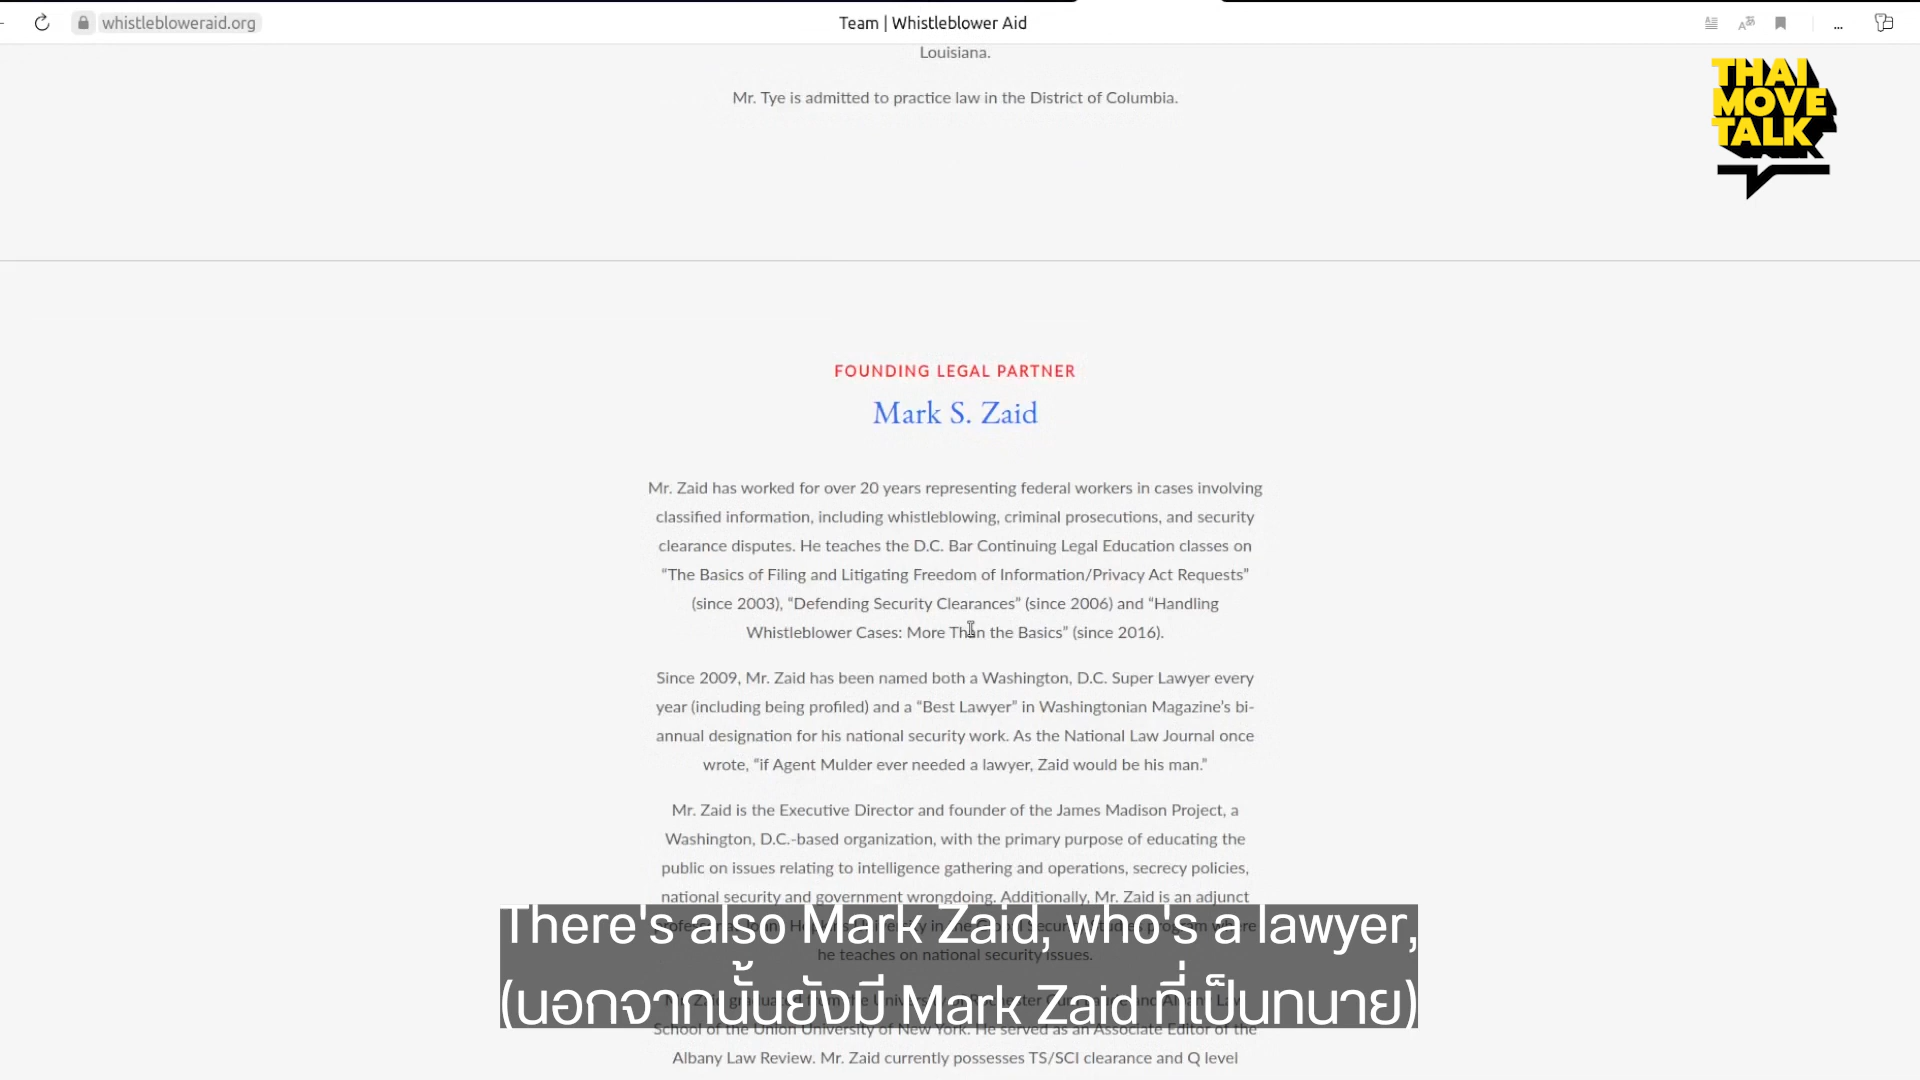 whistlebloweraid.org
Team | Whistleblower Aid
...
THAI
MOVE
TALK
Louisiana.
Mr. Tye is admitted to practice law in the District of Columbia.
FOUNDING LEGAL PARTNER
Mark S. Zaid
Mr. Zaid has worked for over 20 years representing federal workers in cases involving
classified information, including whistleblowing, criminal prosecutions, and security
clearance disputes. He teaches the D.C. Bar Continuing Legal Education classes on
“The Basics of Filing and Litigating Freedom of Information/Privacy Act Requests”
(since 2003), “Defending Security Clearances” (since 2006) and “Handling
Whistleblower Cases: More Than the Basics” (since 2016).
Since 2009, Mr. Zaid has been named both a Washington, D.C. Super Lawyer every
year (including being profiled) and a “Best Lawyer” in Washingtonian Magazine’s bi-
annual designation for his national security work. As the National Law Journal once
wrote, “if Agent Mulder ever needed a lawyer, Zaid would be his man.”
Mr. Zaid is the Executive Director and founder of the James Madison Project, a
Washington, D.C.-based organization, with the primary purpose of educating the
public on issues relating to intelligence gathering and operations, secrecy policies,
national security and government wrongdoing. Additionally, Mr. Zaid is an adjunct
There's also Mark Zaid, who's a lawyer,
he teaches on national security issues.
(นอกจากนั้นยังมี Mark Zaid ที่เป็นทนาย)
School of the Union University of New York. He served as an Associate Editor of the
Albany Law Review. Mr. Zaid currently possesses TS/SCI clearance and Q level